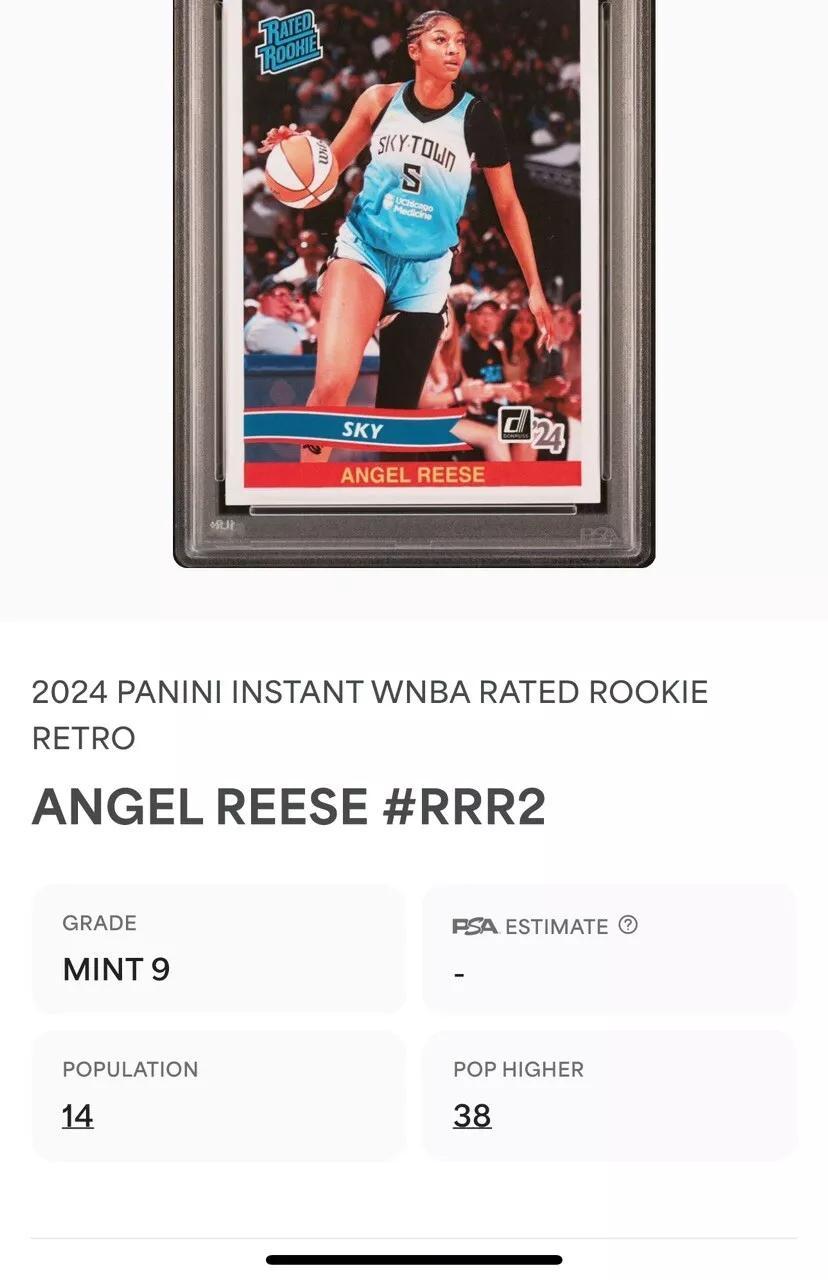 RATED
ROOKIE
SKY-TOWN
5
UChicago
Medicine
SKY
DONRUSS
'24
ANGEL REESE
PSA
2024 PANINI INSTANT WNBA RATED ROOKIE
RETRO
ANGEL REESE #RRR2
GRADE
PSA ESTIMATE ?
MINT 9
-
POPULATION
POP HIGHER
14
38